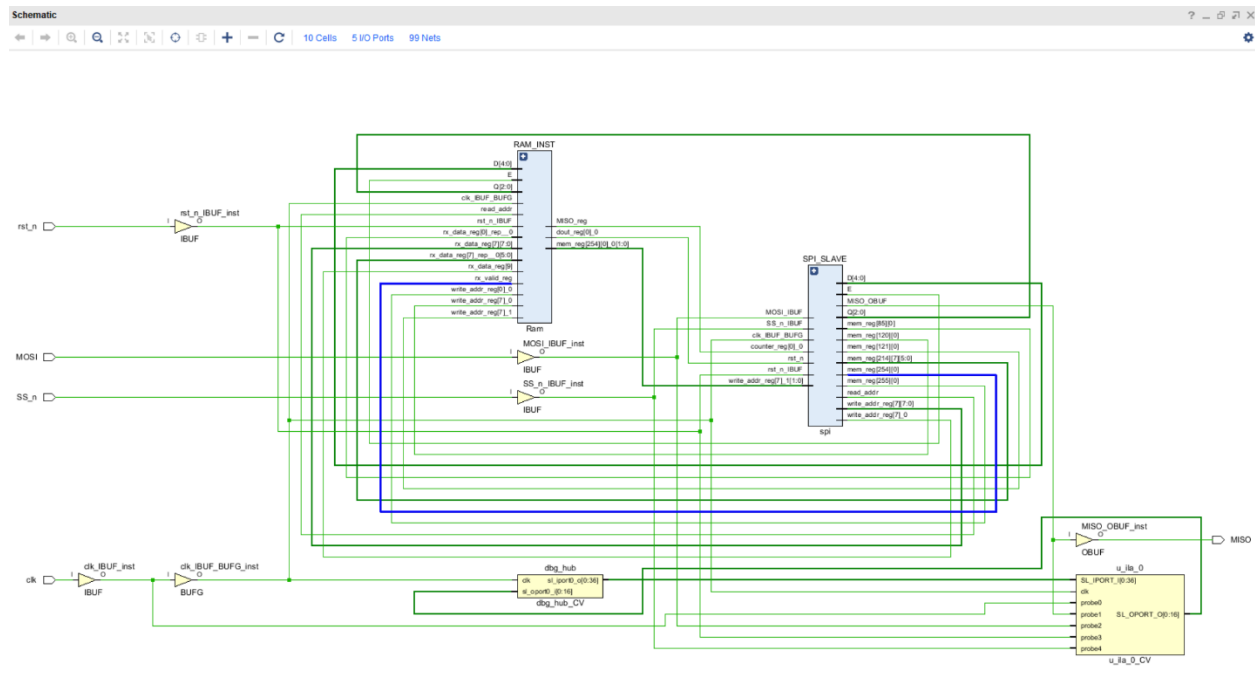 Schematic
10 Cells 5 I/O Ports 99 Nets
RAM_INST
D[4:0]
E
Q[2:0]
clk_IBUF_BUFG
read_addr
rst_n_IBUF
rx_data_reg[0]_rep__0
rx_data_reg[7][7:0]
rx_data_reg[7]_rep__0[5:0]
rx_data_reg[9]
rx_valid_reg
write_addr_reg[0]_0
write_addr_reg[7]_0
write_addr_reg[7]_1
MISO_reg
dout_reg[0]_0
mem_reg[254][0]_0[1:0]
Ram
rst_n
rst_n_IBUF_inst
I O
IBUF
SPI_SLAVE
MOSI_IBUF
SS_n_IBUF
clk_IBUF_BUFG
counter_reg[0]_0
rst_n
rst_n_IBUF
write_addr_reg[7]_1[1:0]
D[4:0]
E
MISO_OBUF
Q[2:0]
mem_reg[85][0]
mem_reg[120][0]
mem_reg[121][0]
mem_reg[214][7][5:0]
mem_reg[254][0]
mem_reg[255][0]
read_addr
write_addr_reg[7][7:0]
write_addr_reg[7]_0
spi
MOSI
MOSI_IBUF_inst
I O
IBUF
SS_n
SS_n_IBUF_inst
I O
IBUF
MISO_OBUF_inst
I O
OBUF
MISO
clk
clk_IBUF_inst
I O
IBUF
clk_IBUF_BUFG_inst
I O
BUFG
dbg_hub
clk sl_iport0_o[0:36]
sl_oport0_i[0:16]
dbg_hub_CV
u_ila_0
SL_IPORT_I[0:36]
clk
probe0
probe1 SL_OPORT_O[0:16]
probe2
probe3
probe4
u_ila_0_CV